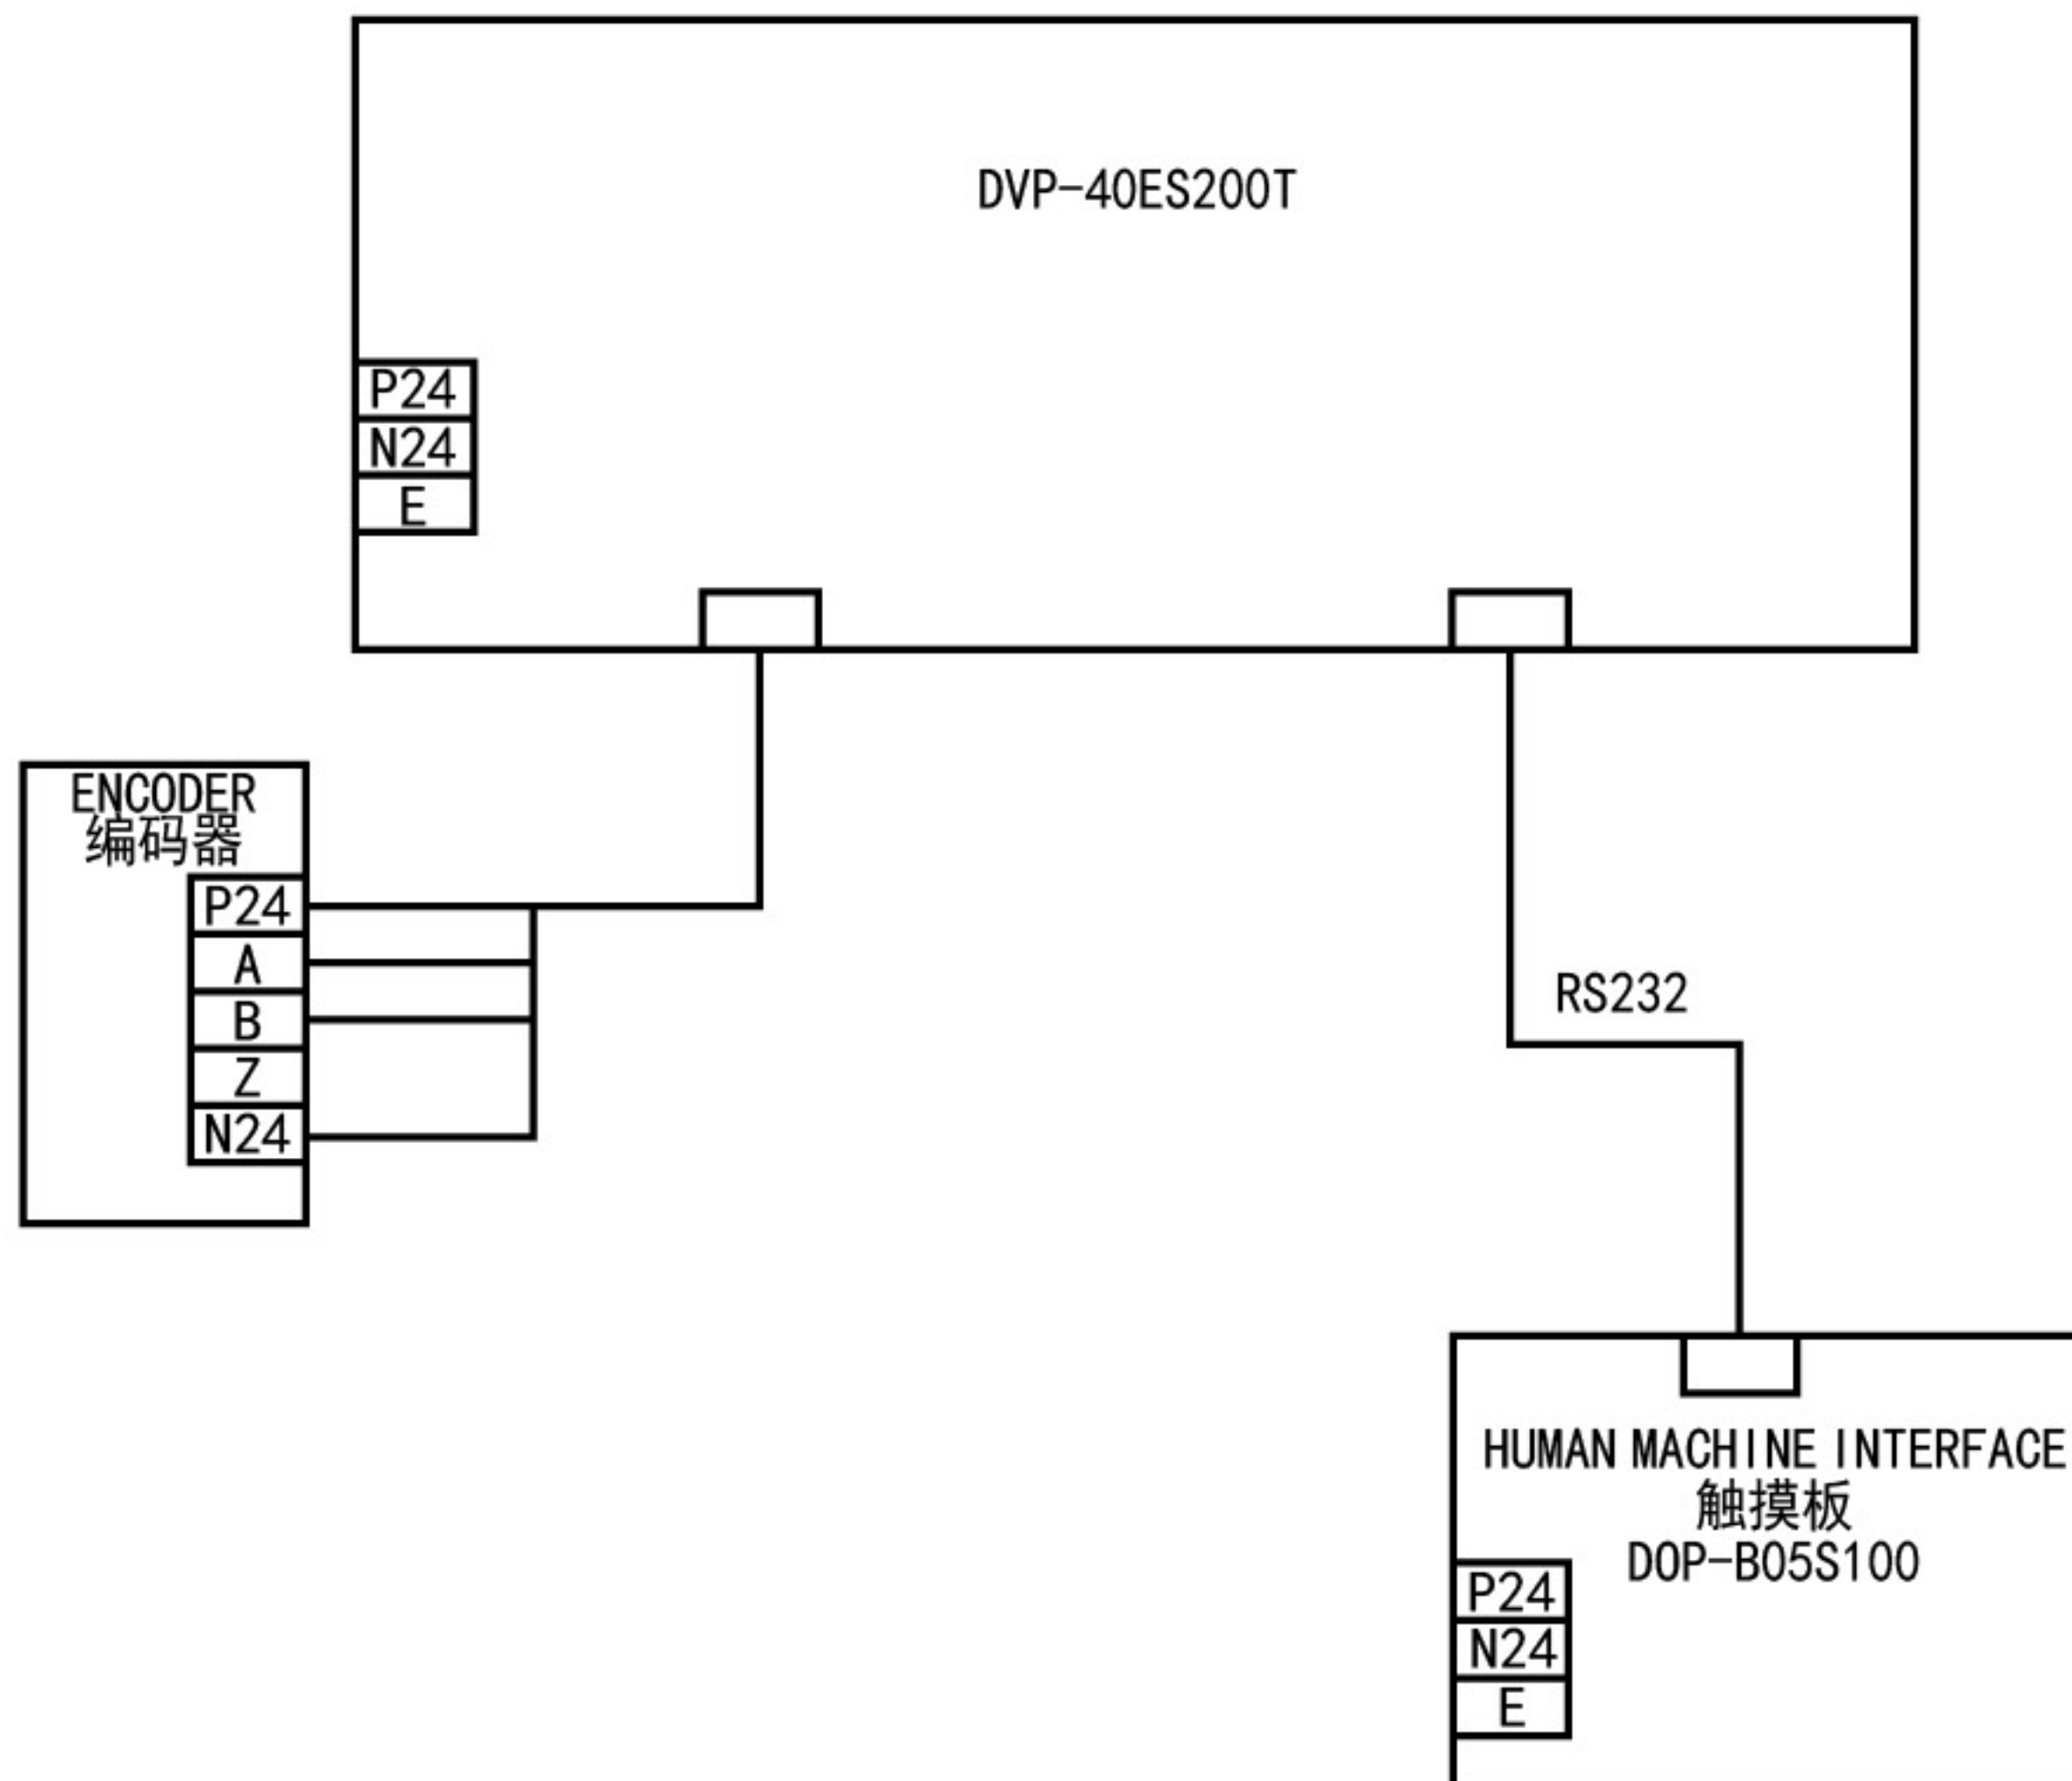 DVP-40ES200T
P24
N24
E
ENCODER
编码器
P24
A
B
Z
N24
RS232
HUMAN MACHINE INTERFACE
触摸板
DOP-B05S100
P24
N24
E